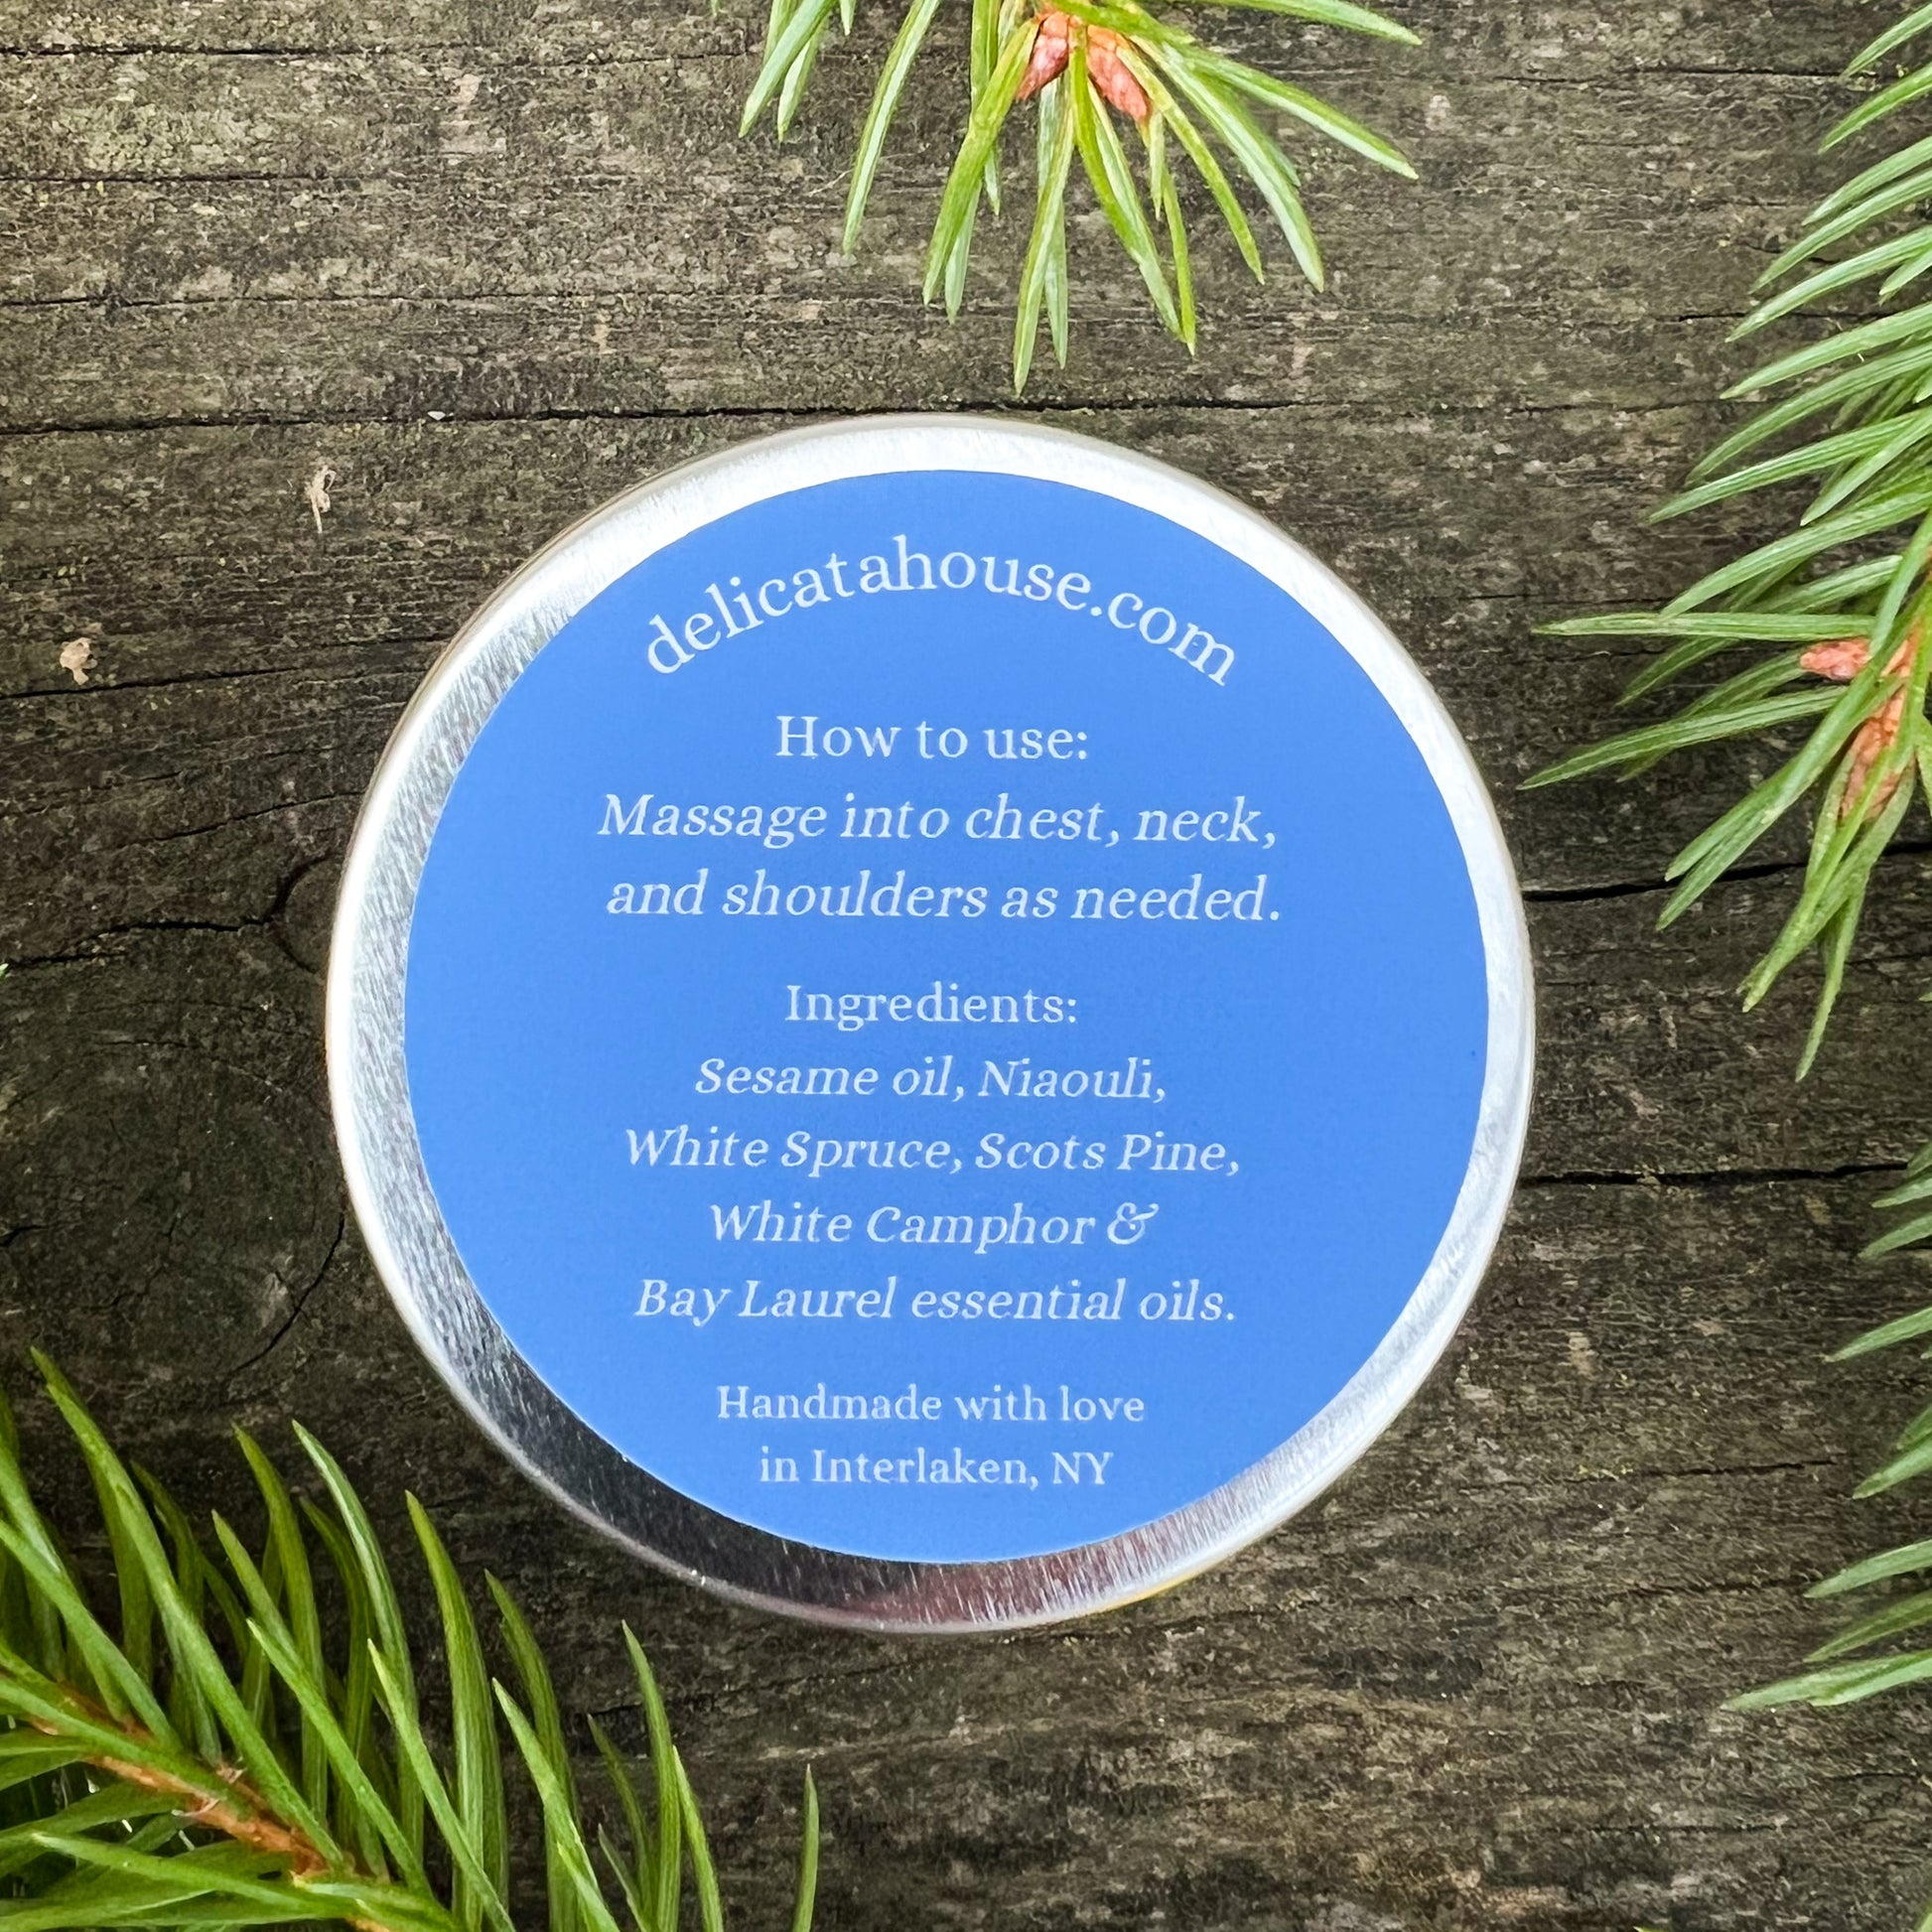 delicatahouse.com
How to use:
Massage into chest, neck,
and shoulders as needed.
Ingredients:
Sesame oil, Niaouli,
White Spruce, Scots Pine,
White Camphor &
Bay Laurel essential oils.
Handmade with love
in Interlaken, NY